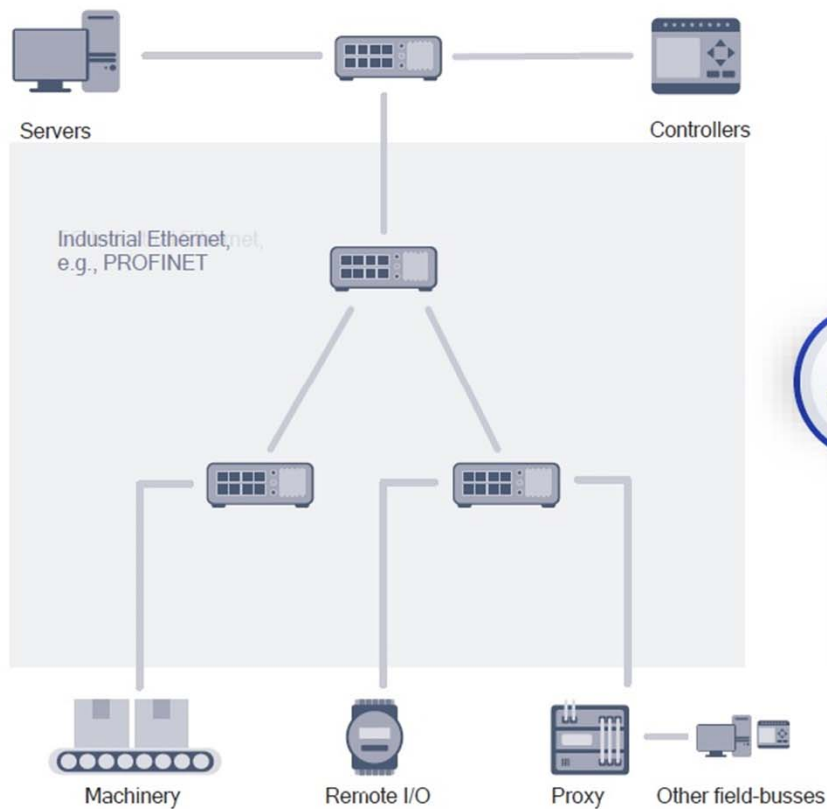 Servers
Controllers
Industrial Ethernet,
e.g., PROFINET
Machinery
Remote I/O
Proxy
Other field-busses